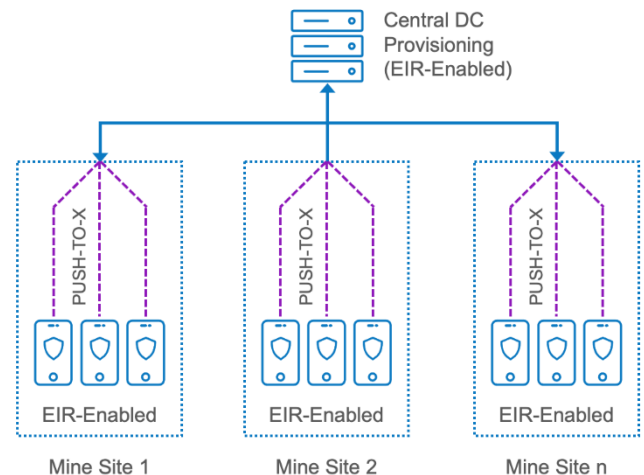 Central DC
Provisioning
(EIR-Enabled)
PUSH-TO-X
PUSH-TO-X
PUSH-TO-X
EIR-Enabled
EIR-Enabled
EIR-Enabled
Mine Site 1
Mine Site 2
Mine Site n